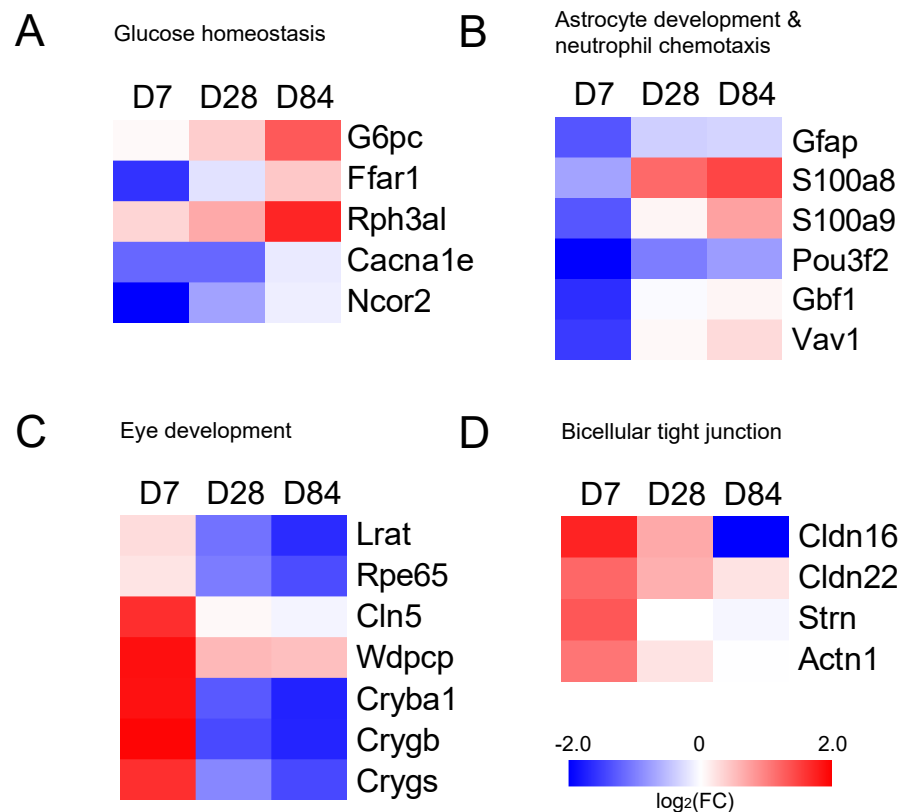 A
Glucose homeostasis
D7 D28 D84
G6pc
Ffar1
Rph3al
Cacna1e
Ncor2
B
Astrocyte development &
neutrophil chemotaxis
D7 D28 D84
Gfap
S100a8
S100a9
Pou3f2
Gbf1
Vav1
C
Eye development
D7 D28 D84
Lrat
Rpe65
Cln5
Wdpcp
Cryba1
Crygb
Crygs
D
Bicellular tight junction
D7 D28 D84
Cldn16
Cldn22
Strn
Actn1
-2.0 0 2.0
log₂(FC)